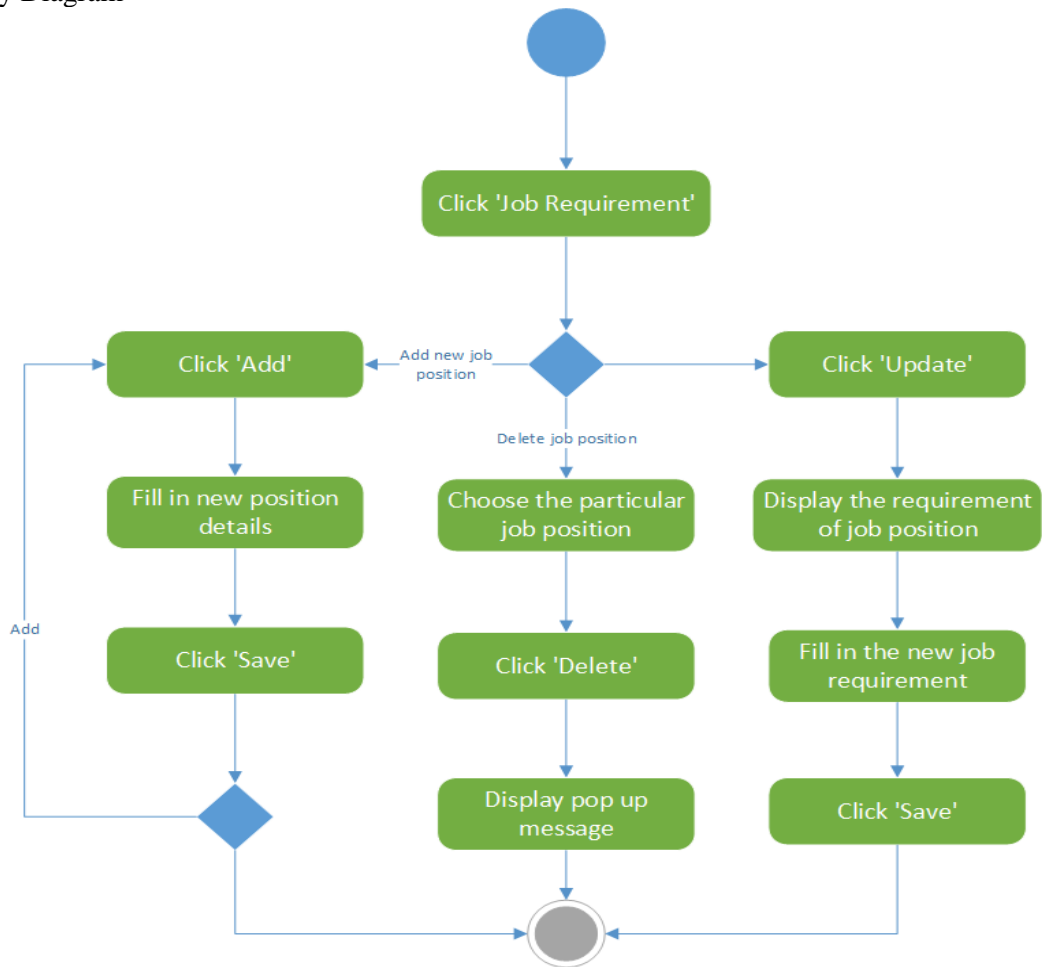 y Diagram
Click 'Job Requirement'
Click 'Add'
Add new job
position
Click 'Update'
Delete job position
Fill in new position
details
Choose the particular
job position
Display the requirement
of job position
Add
Click 'Save'
Click 'Delete'
Fill in the new job
requirement
Display pop up
message
Click 'Save'